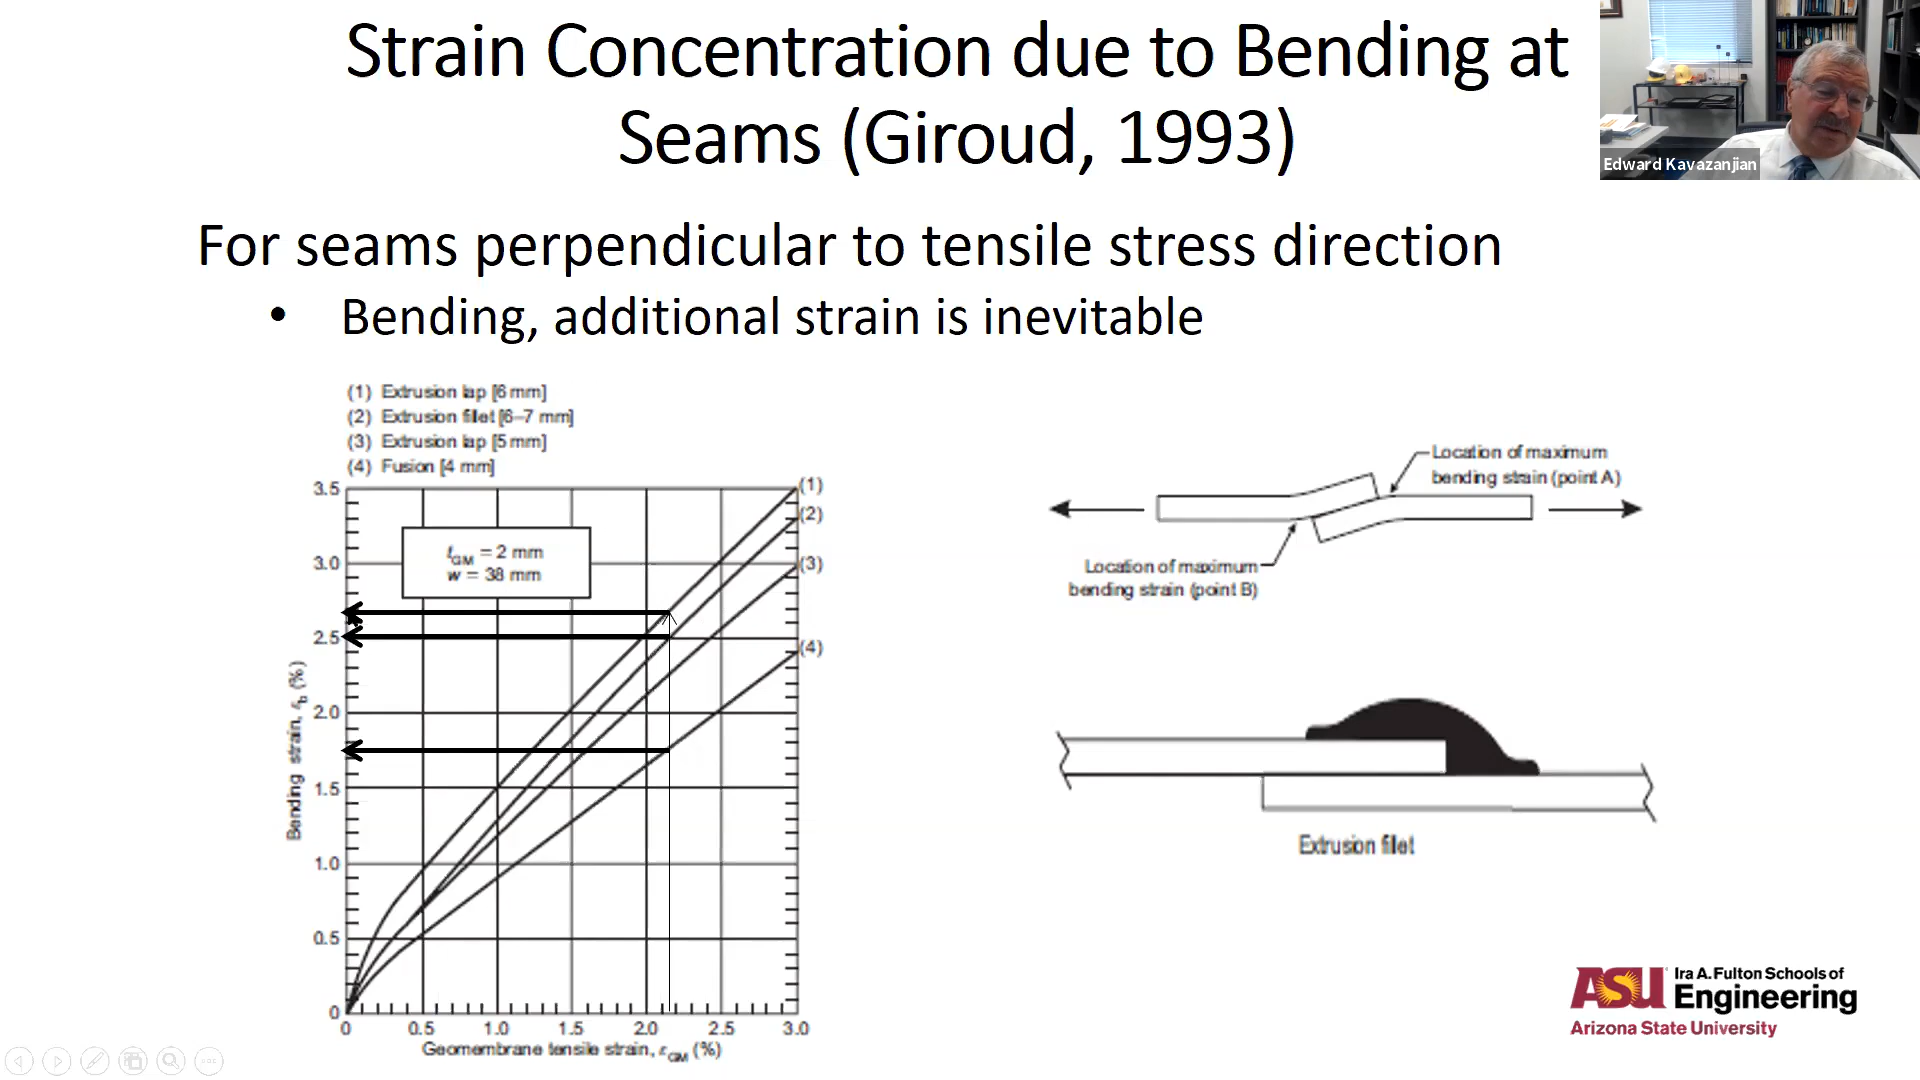 Strain Concentration due to Bending at
Seams (Giroud, 1993)
Edward Kavazanjian
For seams perpendicular to tensile stress direction
• Bending, additional strain is inevitable
(1) Extrusion lap [6 mm]
(2) Extrusion fillet [6–7 mm]
(3) Extrusion lap [5 mm]
(4) Fusion [4 mm]
3.5
3.0
2.5
2.0
1.5
1.0
0.5
0
Bending strain, εb (%)
tGM = 2 mm
w = 38 mm
(1)
(2)
(3)
(4)
0 0.5 1.0 1.5 2.0 2.5 3.0
Geomembrane tensile strain, εGM (%)
Location of maximum
bending strain (point A)
Location of maximum
bending strain (point B)
Extrusion fillet
ASU Ira A. Fulton Schools of
Engineering
Arizona State University